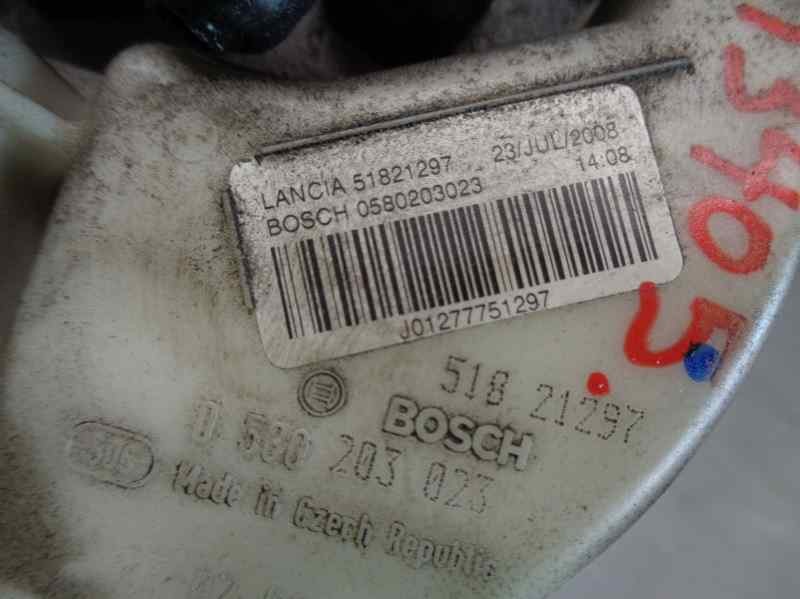 LANCIA 51821297 23/JUL/2008
BOSCH 0580203023 14:08
J01277751297
13405
518 21297
BOSCH
0 580 203 023
Made in Czech Republic